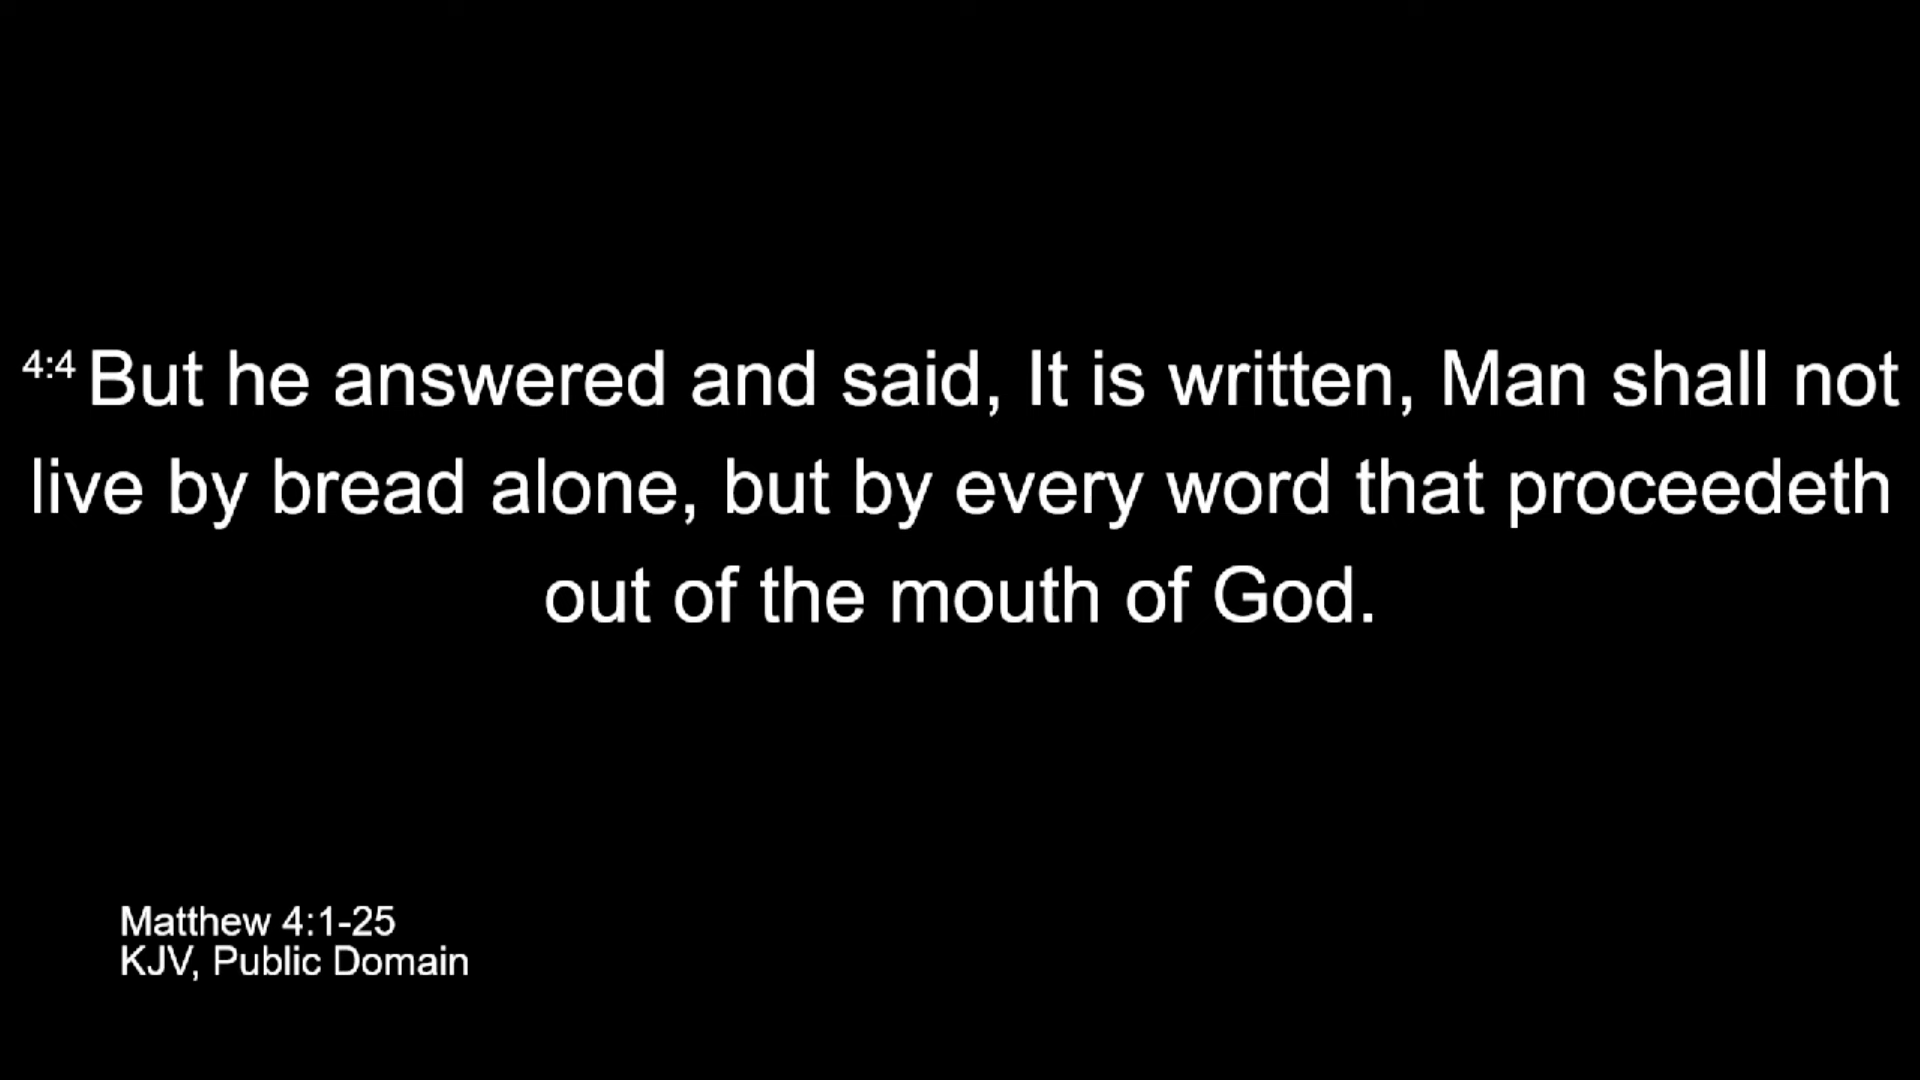 4:4 But he answered and said, It is written, Man shall not
live by bread alone, but by every word that proceedeth
out of the mouth of God.
Matthew 4:1-25
KJV, Public Domain